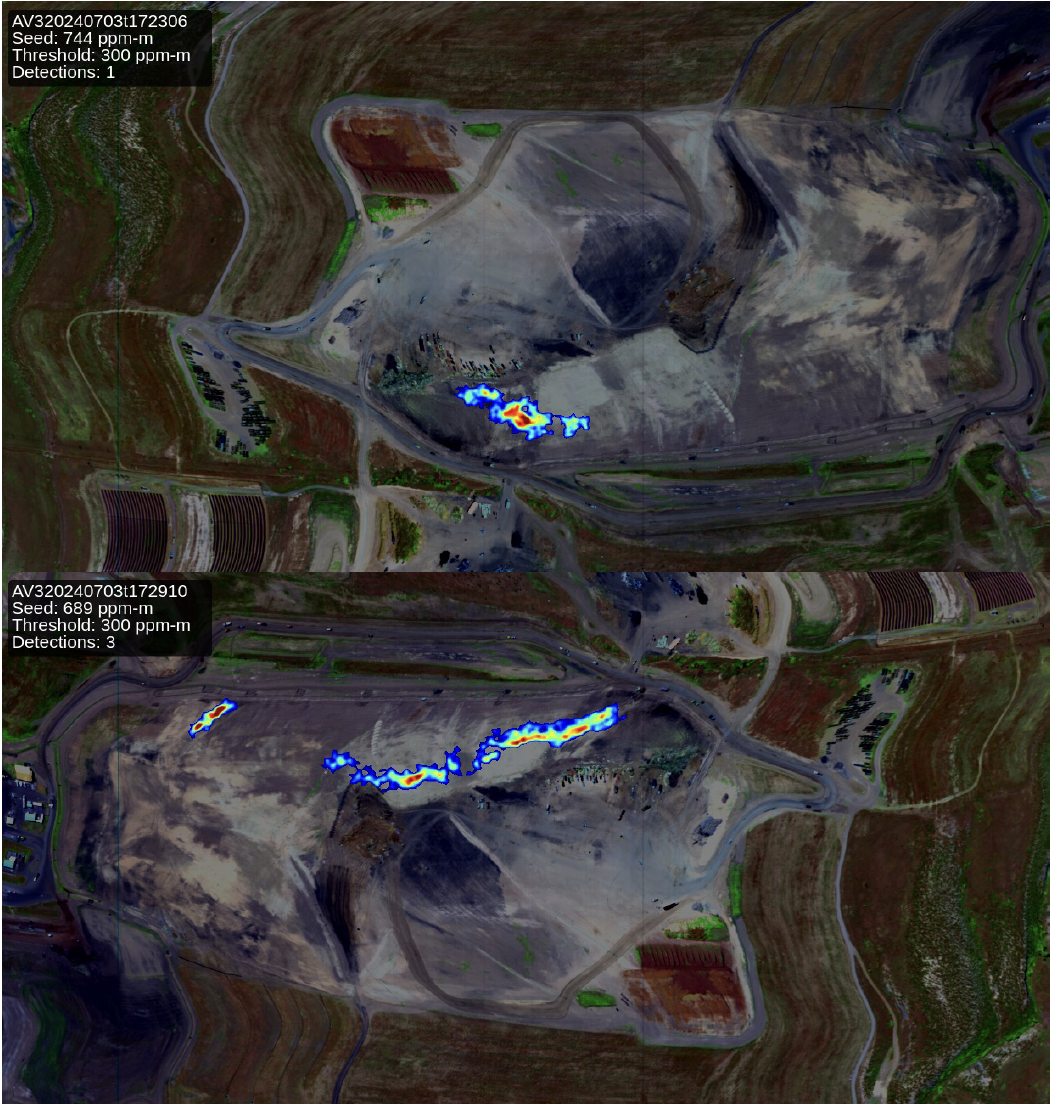 AV320240703t172306
Seed: 744 ppm-m
Threshold: 300 ppm-m
Detections: 1
AV320240703t172910
Seed: 689 ppm-m
Threshold: 300 ppm-m
Detections: 3